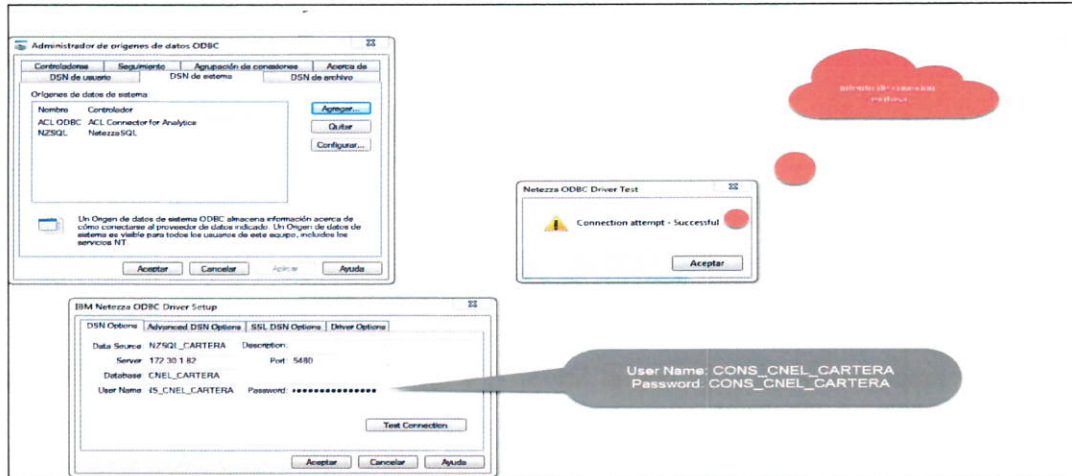 Administrador de orígenes de datos ODBC
Controladores Seguimiento Agrupación de conexiones Acerca de
DSN de usuario DSN de sistema DSN de archivo
Orígenes de datos de sistema
Nombre Controlador
ACL ODBC ACL Connector for Analytics
NZSQL NetezzaSQL
Agregar...
Quitar
Configurar...
Un Origen de datos de sistema ODBC almacena información acerca de
cómo conectarse al proveedor de datos indicado. Un Origen de datos de
sistema es visible para todos los usuarios de este equipo, incluidos los
servicios NT.
Aceptar Cancelar Aplicar Ayuda
Netezza ODBC Driver Test
Connection attempt - Successful
Aceptar
IBM Netezza ODBC Driver Setup
DSN Options Advanced DSN Options SSL DSN Options Driver Options
Data Source: NZSQL_CARTERA Description:
Server: 172.30.1.82 Port: 5480
Database: CNEL_CARTERA
User Name: IS_CNEL_CARTERA Password: ••••••••••••••••
Test Connection
Aceptar Cancelar Ayuda
User Name: CONS_CNEL_CARTERA
Password: CONS_CNEL_CARTERA